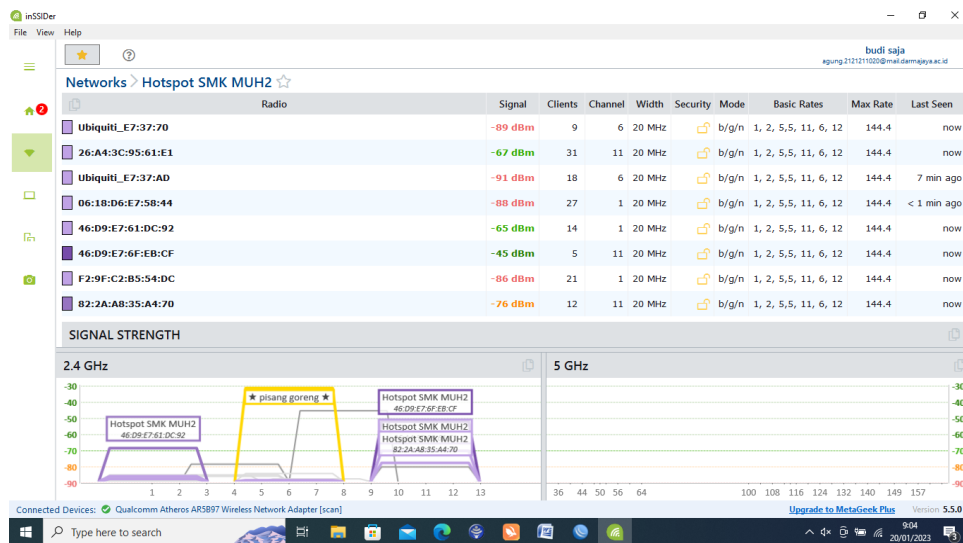 inSSIDer
File View Help
2
budi saja
agung.2121211020@mail.darmajaya.ac.id
Networks > Hotspot SMK MUH2
Radio Signal Clients Channel Width Security Mode Basic Rates Max Rate Last Seen
Ubiquiti_E7:37:70 -89 dBm 9 6 20 MHz b/g/n 1, 2, 5,5, 11, 6, 12 144.4 now
26:A4:3C:95:61:E1 -67 dBm 31 11 20 MHz b/g/n 1, 2, 5,5, 11, 6, 12 144.4 now
Ubiquiti_E7:37:AD -91 dBm 18 6 20 MHz b/g/n 1, 2, 5,5, 11, 6, 12 144.4 7 min ago
06:18:D6:E7:58:44 -88 dBm 27 1 20 MHz b/g/n 1, 2, 5,5, 11, 6, 12 144.4 < 1 min ago
46:D9:E7:61:DC:92 -65 dBm 14 1 20 MHz b/g/n 1, 2, 5,5, 11, 6, 12 144.4 now
46:D9:E7:6F:EB:CF -45 dBm 5 11 20 MHz b/g/n 1, 2, 5,5, 11, 6, 12 144.4 now
F2:9F:C2:B5:54:DC -86 dBm 21 1 20 MHz b/g/n 1, 2, 5,5, 11, 6, 12 144.4 now
82:2A:A8:35:A4:70 -76 dBm 12 11 20 MHz b/g/n 1, 2, 5,5, 11, 6, 12 144.4 now
SIGNAL STRENGTH
2.4 GHz
-30
-40
-50
-60
-70
-80
-90
★ pisang goreng ★
Hotspot SMK MUH2
46:D9:E7:6F:EB:CF
Hotspot SMK MUH2
46:D9:E7:61:DC:92
Hotspot SMK MUH2
Hotspot SMK MUH2
82:2A:A8:35:A4:70
1 2 3 4 5 6 7 8 9 10 11 12 13
5 GHz
36 44 50 56 64 100 108 116 124 132 140 149 157
Connected Devices: Qualcomm Atheros AR5B97 Wireless Network Adapter [scan]
Upgrade to MetaGeek Plus Version 5.5.0
Type here to search
9:04
20/01/2023
3